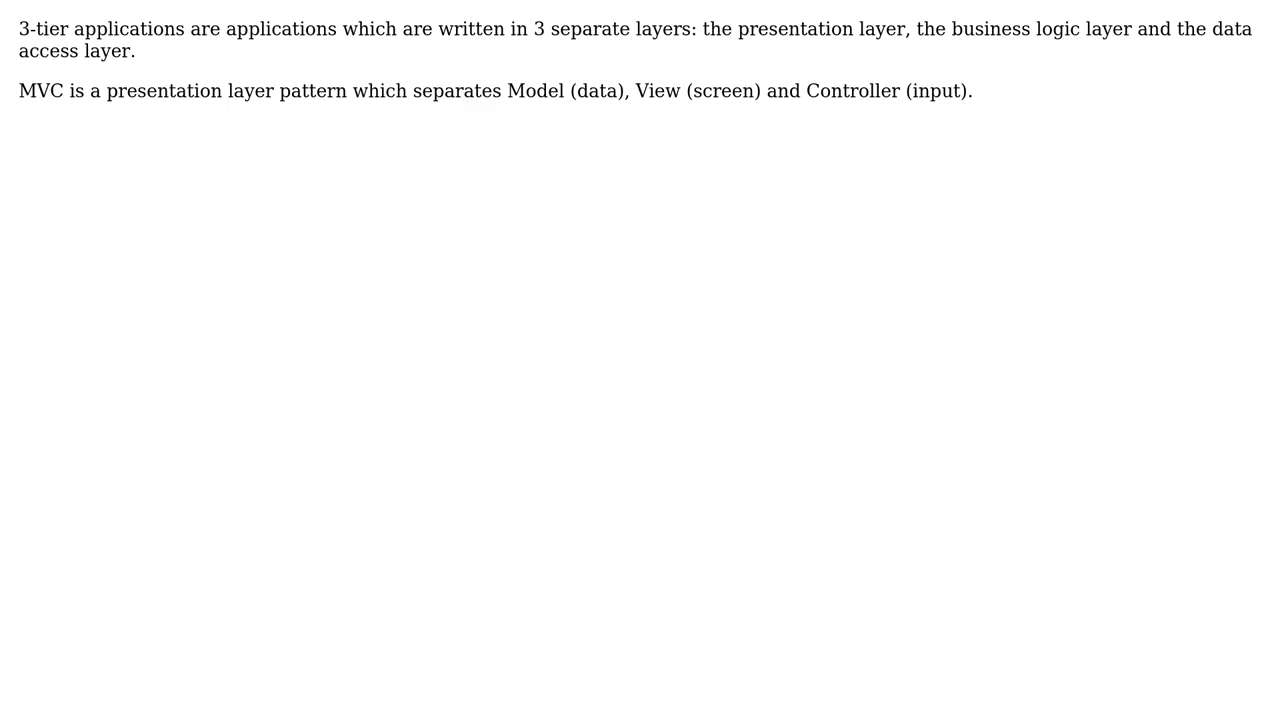 3-tier applications are applications which are written in 3 separate layers: the presentation layer, the business logic layer and the data
access layer.
MVC is a presentation layer pattern which separates Model (data), View (screen) and Controller (input).